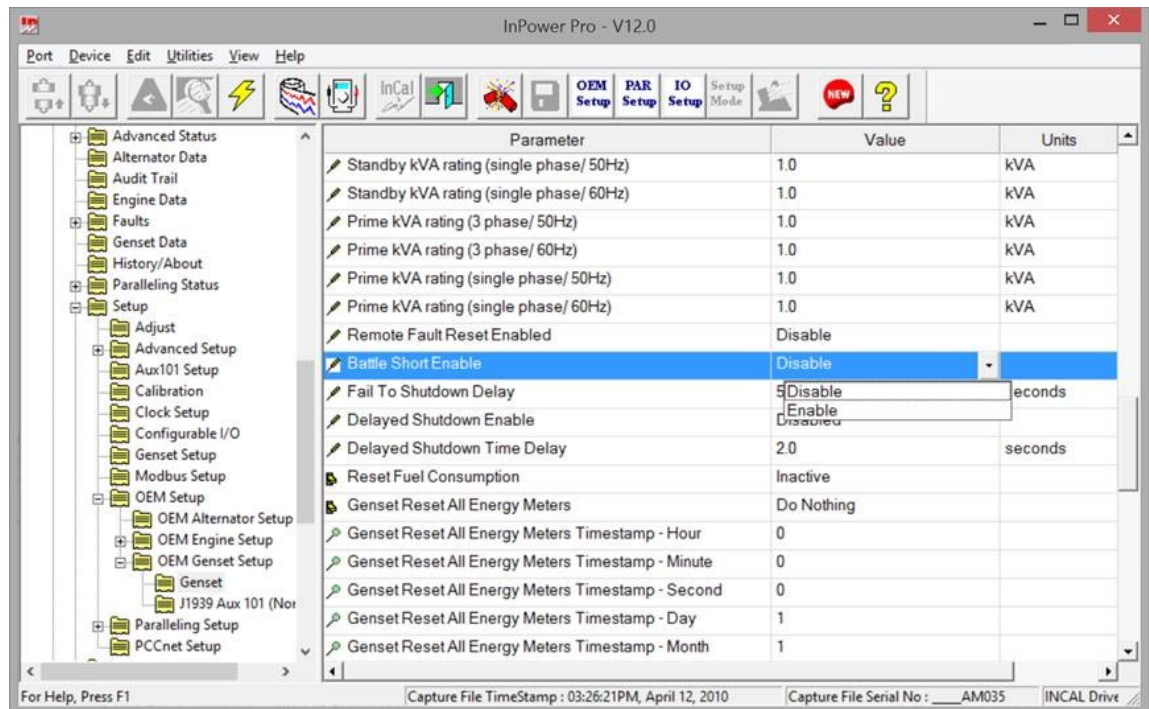 InPower Pro - V12.0
Port Device Edit Utilities View Help
InCal OEM Setup PAR Setup IO Setup Setup Mode NEW ?
Advanced Status
Alternator Data
Audit Trail
Engine Data
Faults
Genset Data
History/About
Paralleling Status
Setup
Adjust
Advanced Setup
Aux101 Setup
Calibration
Clock Setup
Configurable I/O
Genset Setup
Modbus Setup
OEM Setup
OEM Alternator Setup
OEM Engine Setup
OEM Genset Setup
Genset
J1939 Aux 101 (Nor
Paralleling Setup
PCCnet Setup
Parameter Value Units
Standby kVA rating (single phase/ 50Hz) 1.0 kVA
Standby kVA rating (single phase/ 60Hz) 1.0 kVA
Prime kVA rating (3 phase/ 50Hz) 1.0 kVA
Prime kVA rating (3 phase/ 60Hz) 1.0 kVA
Prime kVA rating (single phase/ 50Hz) 1.0 kVA
Prime kVA rating (single phase/ 60Hz) 1.0 kVA
Remote Fault Reset Enabled Disable
Battle Short Enable Disable
Disable
Enable
Fail To Shutdown Delay 5 seconds
Delayed Shutdown Enable Disabled
Delayed Shutdown Time Delay 2.0 seconds
Reset Fuel Consumption Inactive
Genset Reset All Energy Meters Do Nothing
Genset Reset All Energy Meters Timestamp - Hour 0
Genset Reset All Energy Meters Timestamp - Minute 0
Genset Reset All Energy Meters Timestamp - Second 0
Genset Reset All Energy Meters Timestamp - Day 1
Genset Reset All Energy Meters Timestamp - Month 1
For Help, Press F1 Capture File TimeStamp : 03:26:21PM, April 12, 2010 Capture File Serial No : ____AM035 INCAL Drive